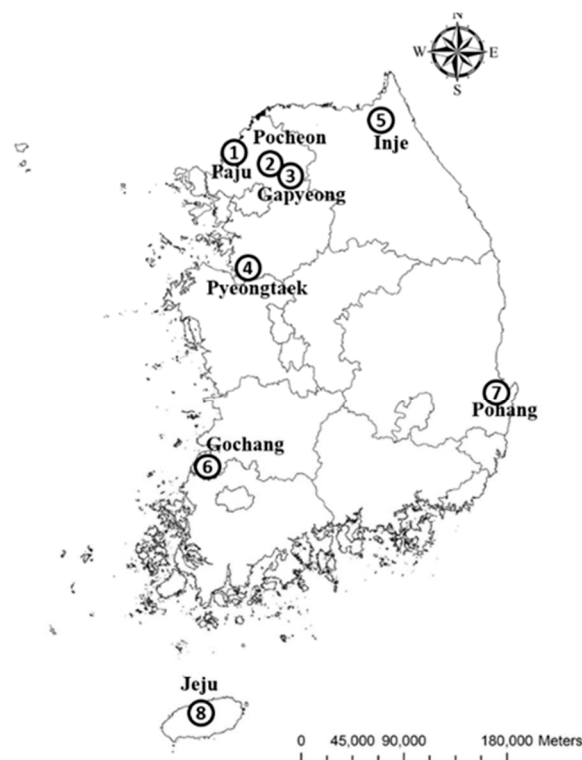 N
W E
S
5
Inje
Pocheon
1 2 3
Paju
Gapyeong
4
Pyeongtaek
7
Pohang
Gochang
6
Jeju
8
0 45,000 90,000 180,000 Meters